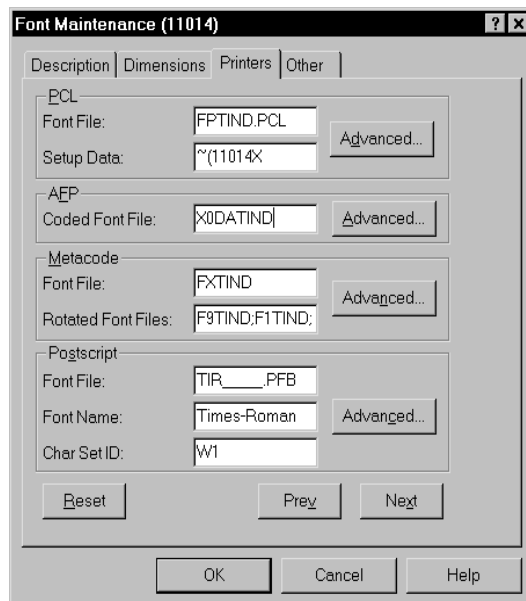 Font Maintenance (11014) ? ×
Description Dimensions Printers Other
PCL
Font File: FPTIND.PCL
Advanced...
Setup Data: ~(11014X
AFP
Coded Font File: X0DATIND Advanced...
Metacode
Font File: FXTIND
Advanced...
Rotated Font Files: F9TIND;F1TIND;
Postscript
Font File: TIR_____.PFB
Font Name: Times-Roman Advanced...
Char Set ID: W1
Reset Prev Next
OK Cancel Help